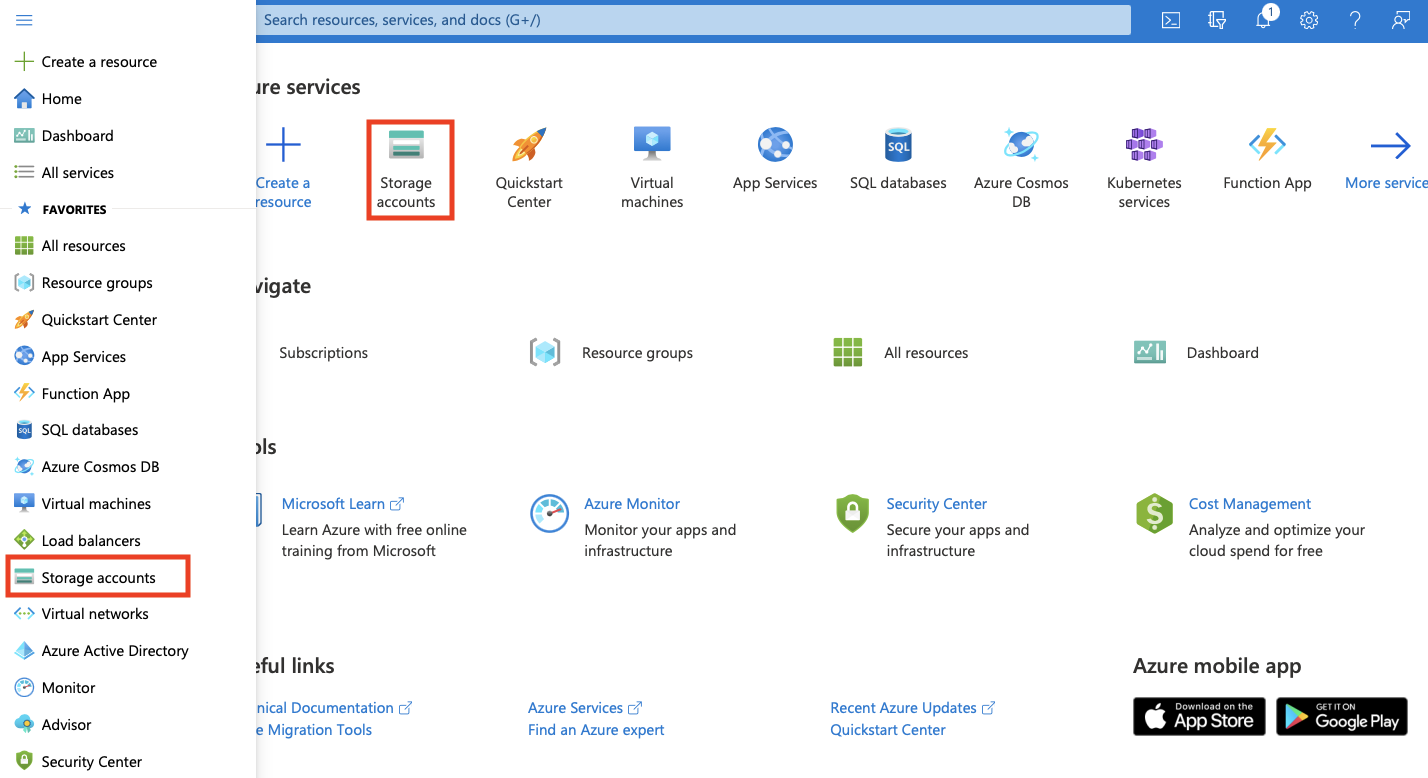 Search resources, services, and docs (G+/)
1
Create a resource
Home
Dashboard
All services
FAVORITES
All resources
Resource groups
Quickstart Center
App Services
Function App
SQL databases
Azure Cosmos DB
Virtual machines
Load balancers
Storage accounts
Virtual networks
Azure Active Directory
Monitor
Advisor
Security Center
ure services
Create a
resource
Storage
accounts
Quickstart
Center
Virtual
machines
App Services
SQL
SQL databases
Azure Cosmos
DB
Kubernetes
services
Function App
More service
vigate
Subscriptions
Resource groups
All resources
Dashboard
ols
Microsoft Learn
Learn Azure with free online
training from Microsoft
Azure Monitor
Monitor your apps and
infrastructure
Security Center
Secure your apps and
infrastructure
Cost Management
Analyze and optimize your
cloud spend for free
eful links
nical Documentation
e Migration Tools
Azure Services
Find an Azure expert
Recent Azure Updates
Quickstart Center
Azure mobile app
Download on the
App Store
GET IT ON
Google Play